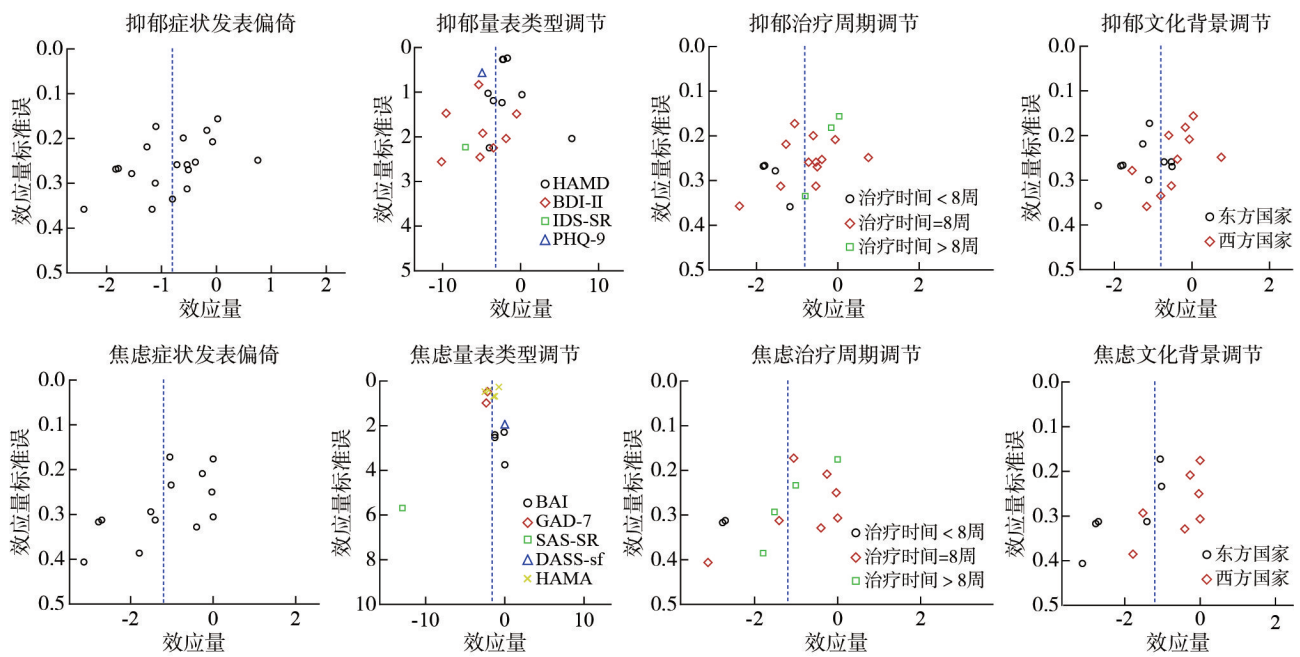 抑郁症状发表偏倚
0.0
0.1
0.2
0.3
0.4
0.5
效应量标准误
-2
-1
0
1
2
效应量
抑郁量表类型调节
0
1
2
3
4
5
效应量标准误
HAMD
BDI-II
IDS-SR
PHQ-9
-10
0
10
效应量
抑郁治疗周期调节
0.0
0.1
0.2
0.3
0.4
0.5
效应量标准误
治疗时间<8周
治疗时间=8周
治疗时间>8周
-2
0
2
效应量
抑郁文化背景调节
0.0
0.1
0.2
0.3
0.4
0.5
效应量标准误
东方国家
西方国家
-2
0
2
效应量
焦虑症状发表偏倚
0.0
0.1
0.2
0.3
0.4
0.5
效应量标准误
-2
0
2
效应量
焦虑量表类型调节
0
2
4
6
8
10
效应量标准误
BAI
GAD-7
SAS-SR
DASS-sf
HAMA
-10
0
10
效应量
焦虑治疗周期调节
0.0
0.1
0.2
0.3
0.4
0.5
效应量标准误
治疗时间<8周
治疗时间=8周
治疗时间>8周
-2
0
2
效应量
焦虑文化背景调节
0.0
0.1
0.2
0.3
0.4
0.5
效应量标准误
东方国家
西方国家
-2
0
2
效应量